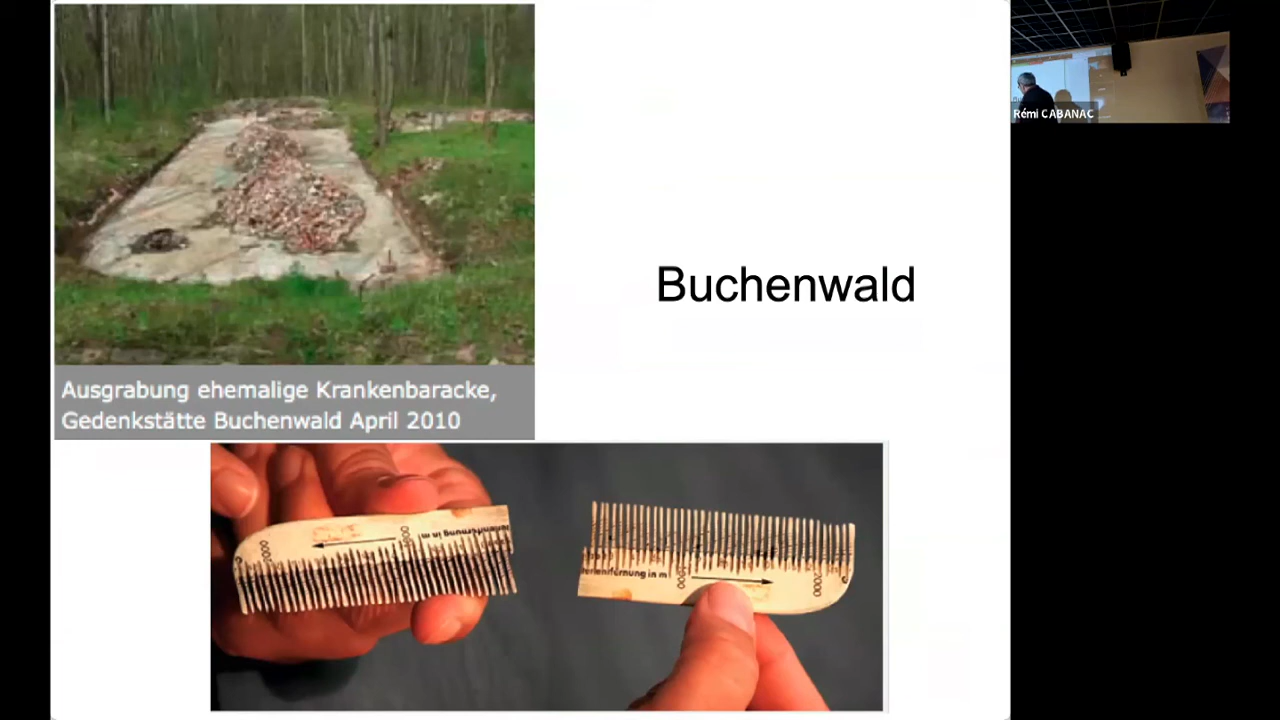 Buchenwald
Ausgrabung ehemalige Krankenbaracke,
Gedenkstätte Buchenwald April 2010
Rémi CABANAC